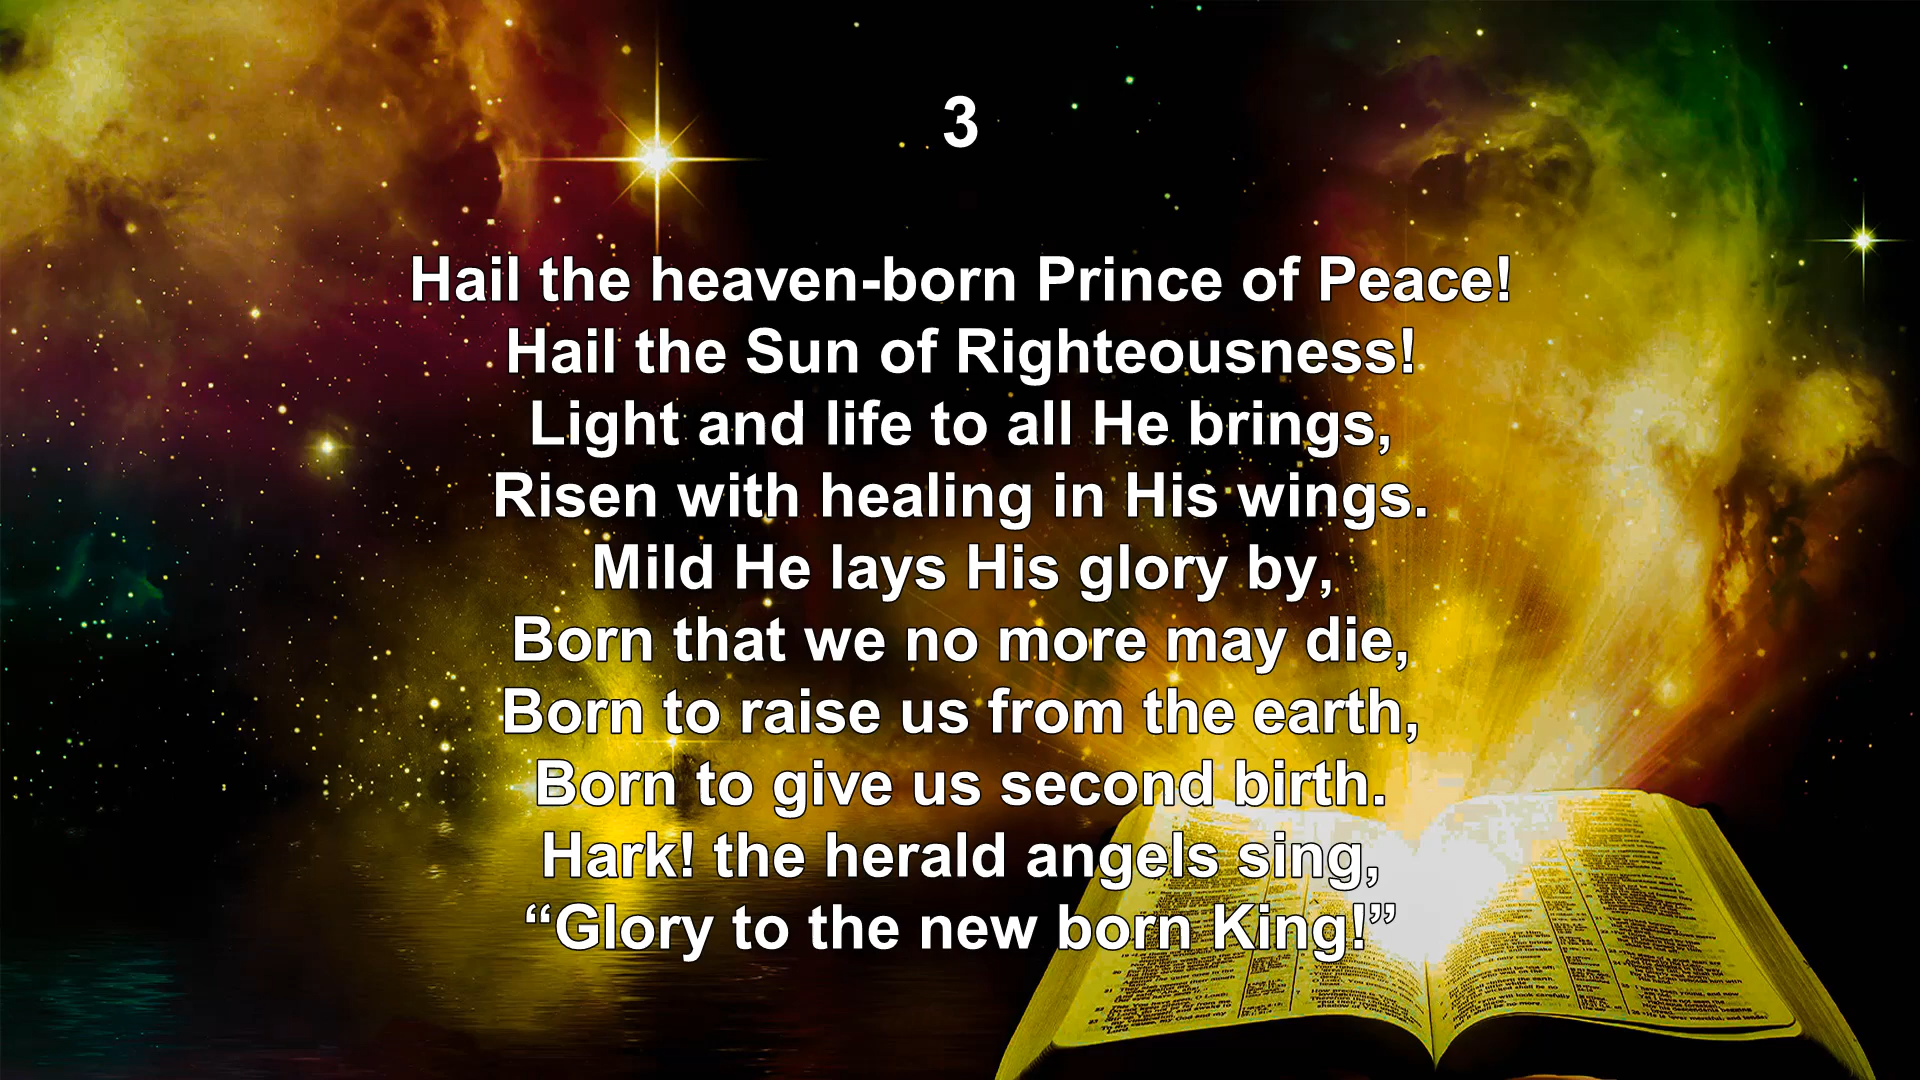 3
Hail the heaven-born Prince of Peace!
Hail the Sun of Righteousness!
Light and life to all He brings,
Risen with healing in His wings.
Mild He lays His glory by,
Born that we no more may die,
Born to raise us from the earth,
Born to give us second birth.
Hark! the herald angels sing,
“Glory to the new born King!”